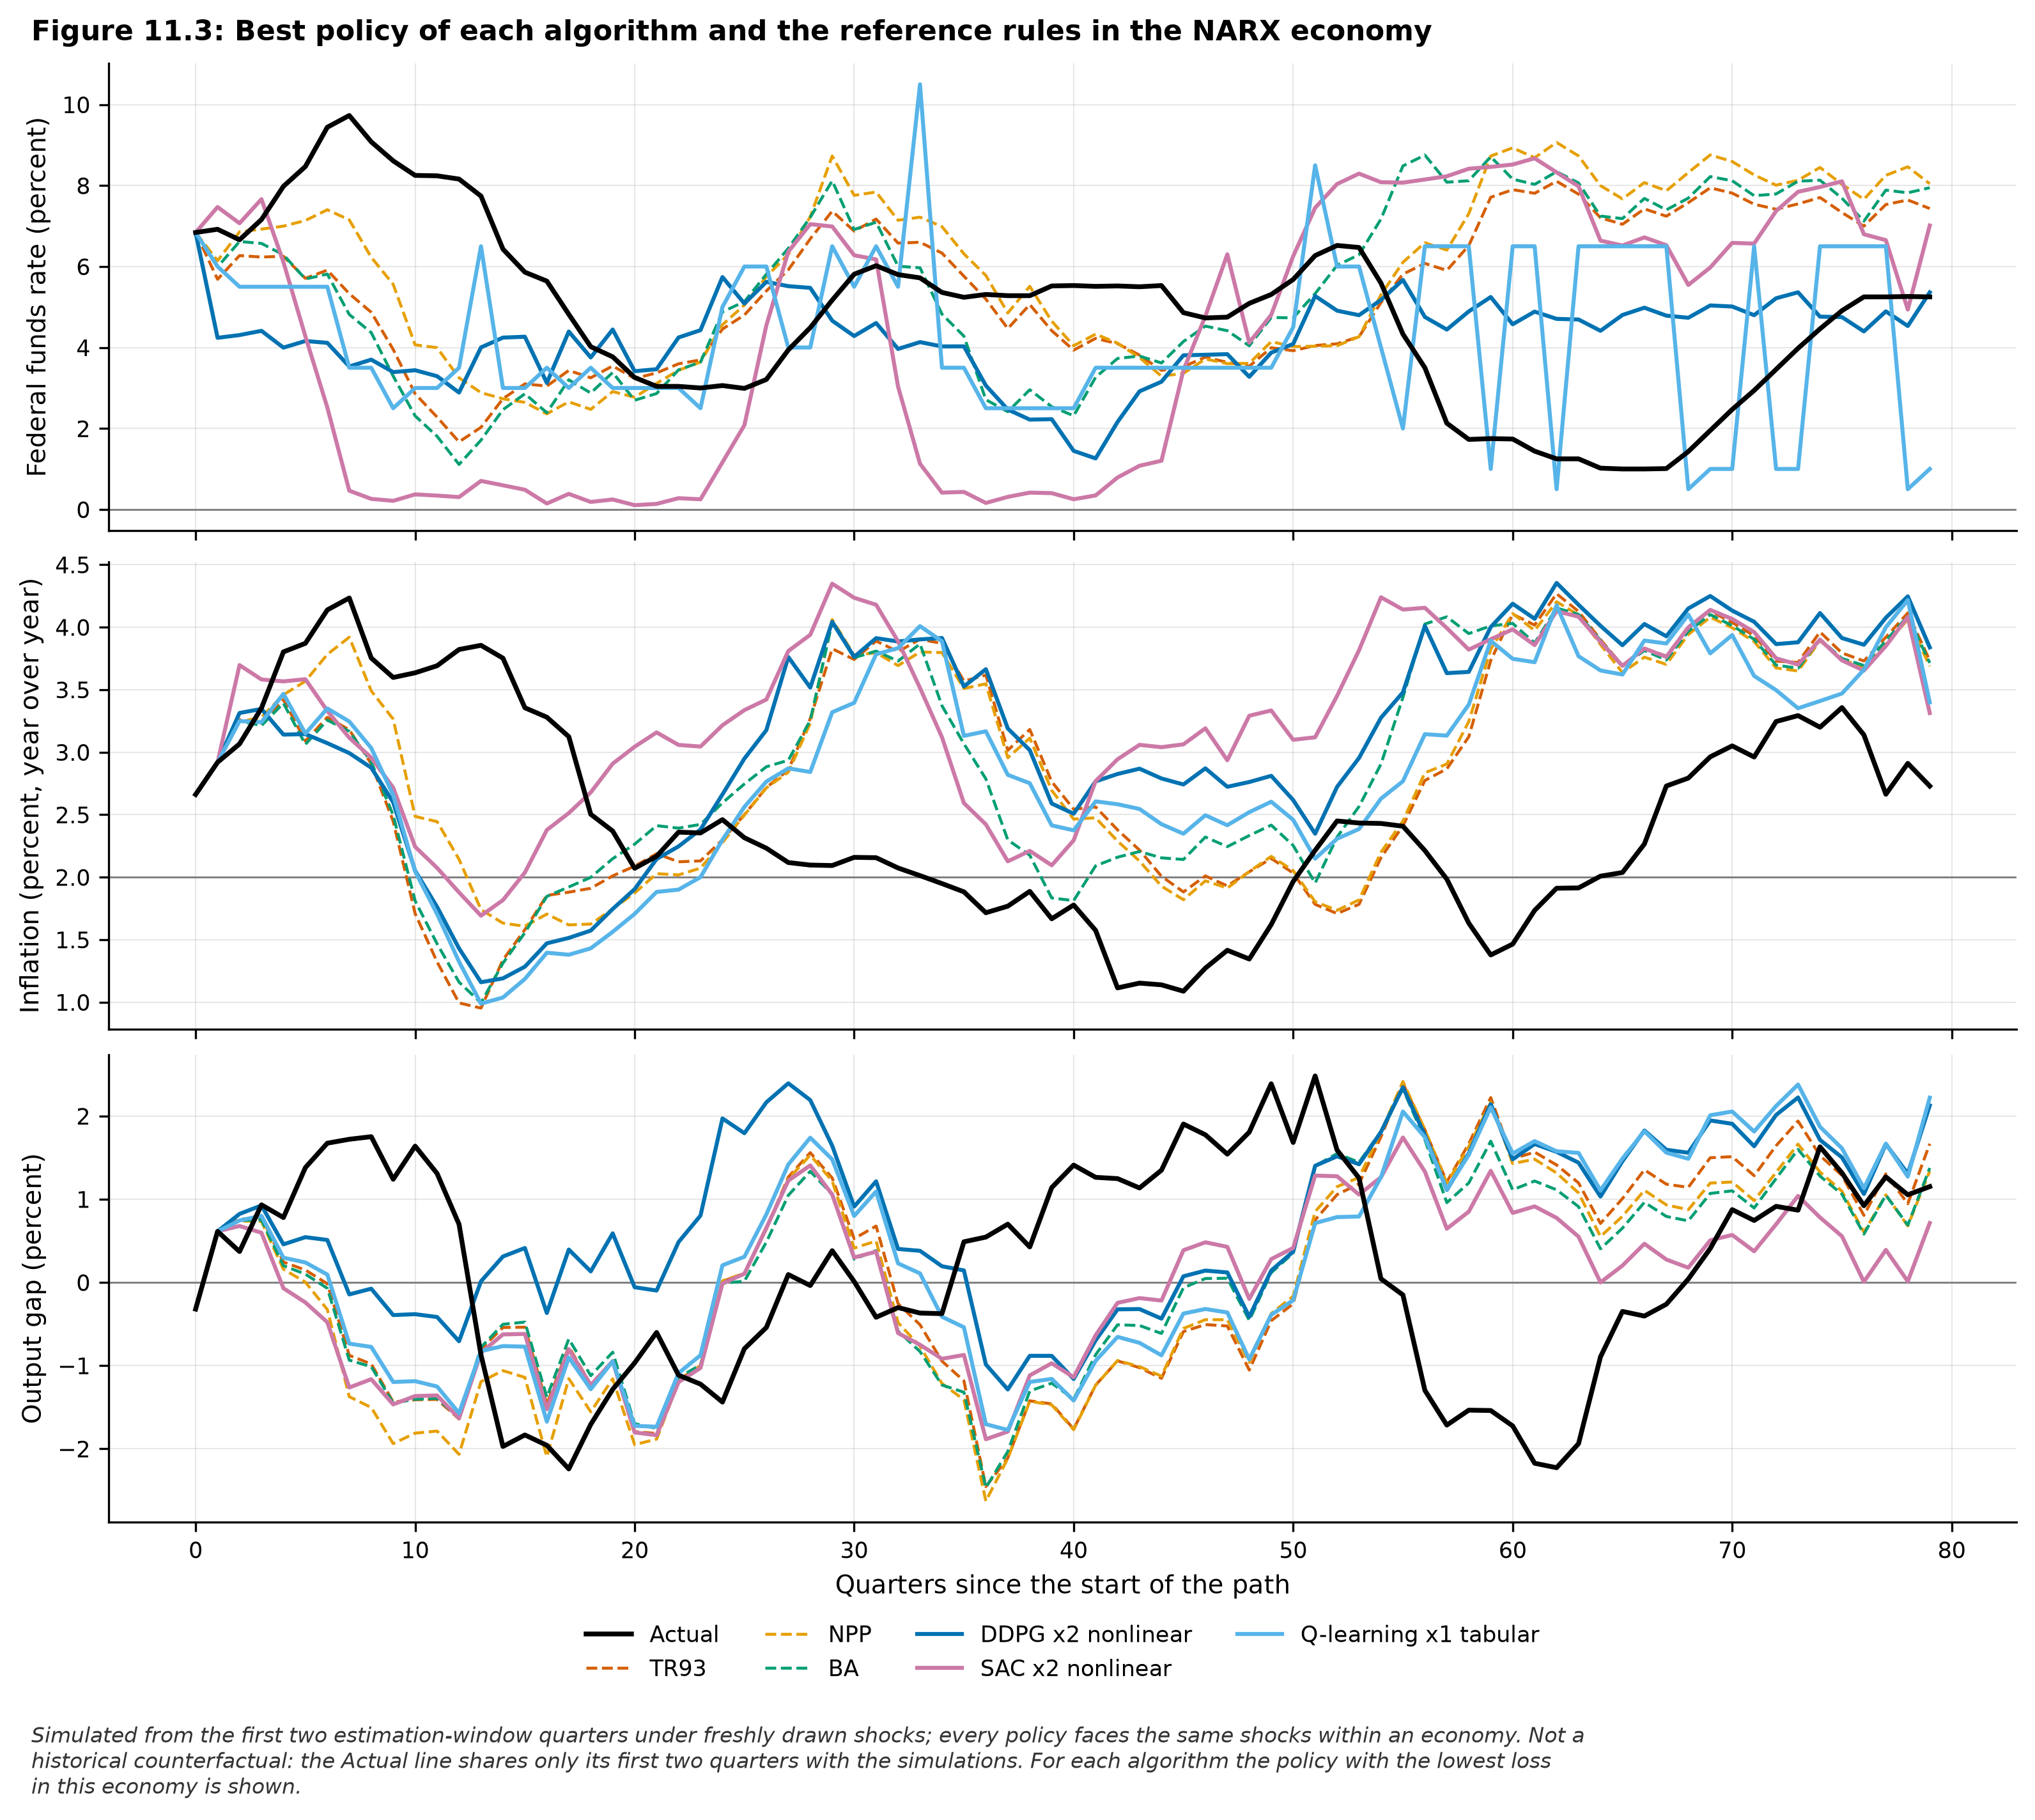 Figure 11.3: Best policy of each algorithm and the reference rules in the NARX economy
Federal funds rate (percent)
10
8
6
4
2
0
Inflation (percent, year over year)
4.5
4.0
3.5
3.0
2.5
2.0
1.5
1.0
Output gap (percent)
2
1
0
−1
−2
0 10 20 30 40 50 60 70 80
Quarters since the start of the path
Actual NPP DDPG x2 nonlinear Q-learning x1 tabular
TR93 BA SAC x2 nonlinear
Simulated from the first two estimation-window quarters under freshly drawn shocks; every policy faces the same shocks within an economy. Not a
historical counterfactual: the Actual line shares only its first two quarters with the simulations. For each algorithm the policy with the lowest loss
in this economy is shown.